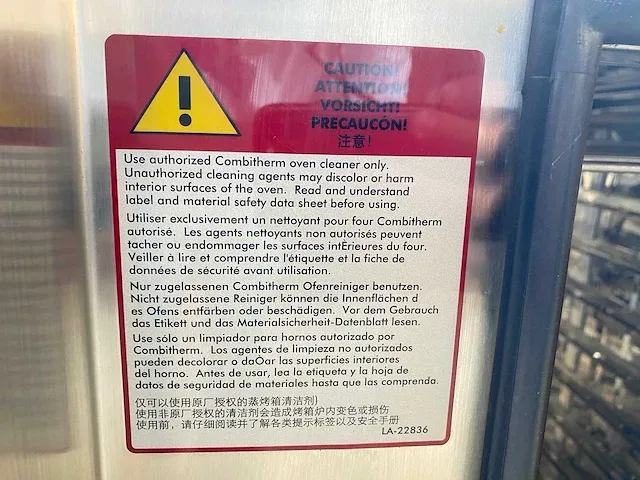 CAUTION!
ATTENTION!
VORSICHT!
PRECAUCÓN!
注意!
Use authorized Combitherm oven cleaner only.
Unauthorized cleaning agents may discolor or harm
interior surfaces of the oven. Read and understand
label and material safety data sheet before using.
Utiliser exclusivement un nettoyant pour four Combitherm
autorisé. Les agents nettoyants non autorisés peuvent
tacher ou endommager les surfaces intÈrieures du four.
Veiller à lire et comprendre l'étiquette et la fiche de
données de sécurité avant utilisation.
Nur zugelassenen Combitherm Ofenreiniger benutzen.
Nicht zugelassene Reiniger können die Innenflächen d
es Ofens entfärben oder beschädigen. Vor dem Gebrauch
das Etikett und das Materialsicherheit-Datenblatt lesen.
Use sólo un limpiador para hornos autorizado por
Combitherm. Los agentes de limpieza no autorizados
pueden decolorar o daOar las superficies interiores
del horno. Antes de usar, lea la etiqueta y la hoja de
datos de seguridad de materiales hasta que las comprenda.
仅可以使用原厂授权的蒸烤箱清洁剂)
使用非原厂授权的清洁剂会造成烤箱炉内变色或损伤
使用前，请仔细阅读并了解各类提示标签以及安全手册
LA-22836